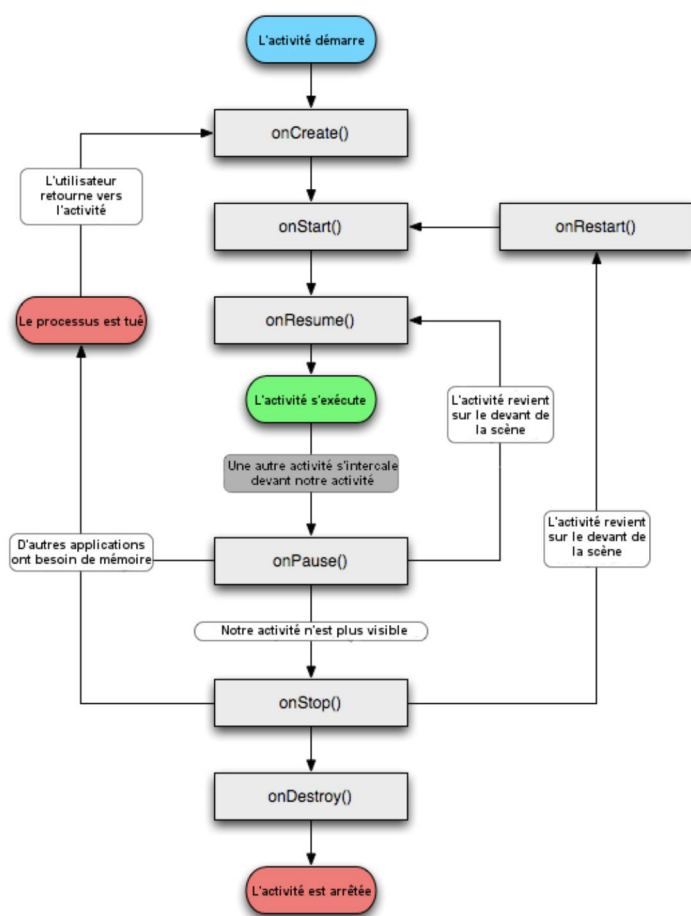 L'activité démarre
onCreate()
L'utilisateur
retourne vers
l'activité
onStart()
onRestart()
Le processus est tué
onResume()
L'activité s'exécute
L'activité revient
sur le devant de
la scène
Une autre activité s'intercale
devant notre activité
D'autres applications
ont besoin de mémoire
onPause()
L'activité revient
sur le devant de
la scène
Notre activité n'est plus visible
onStop()
onDestroy()
L'activité est arrêtée